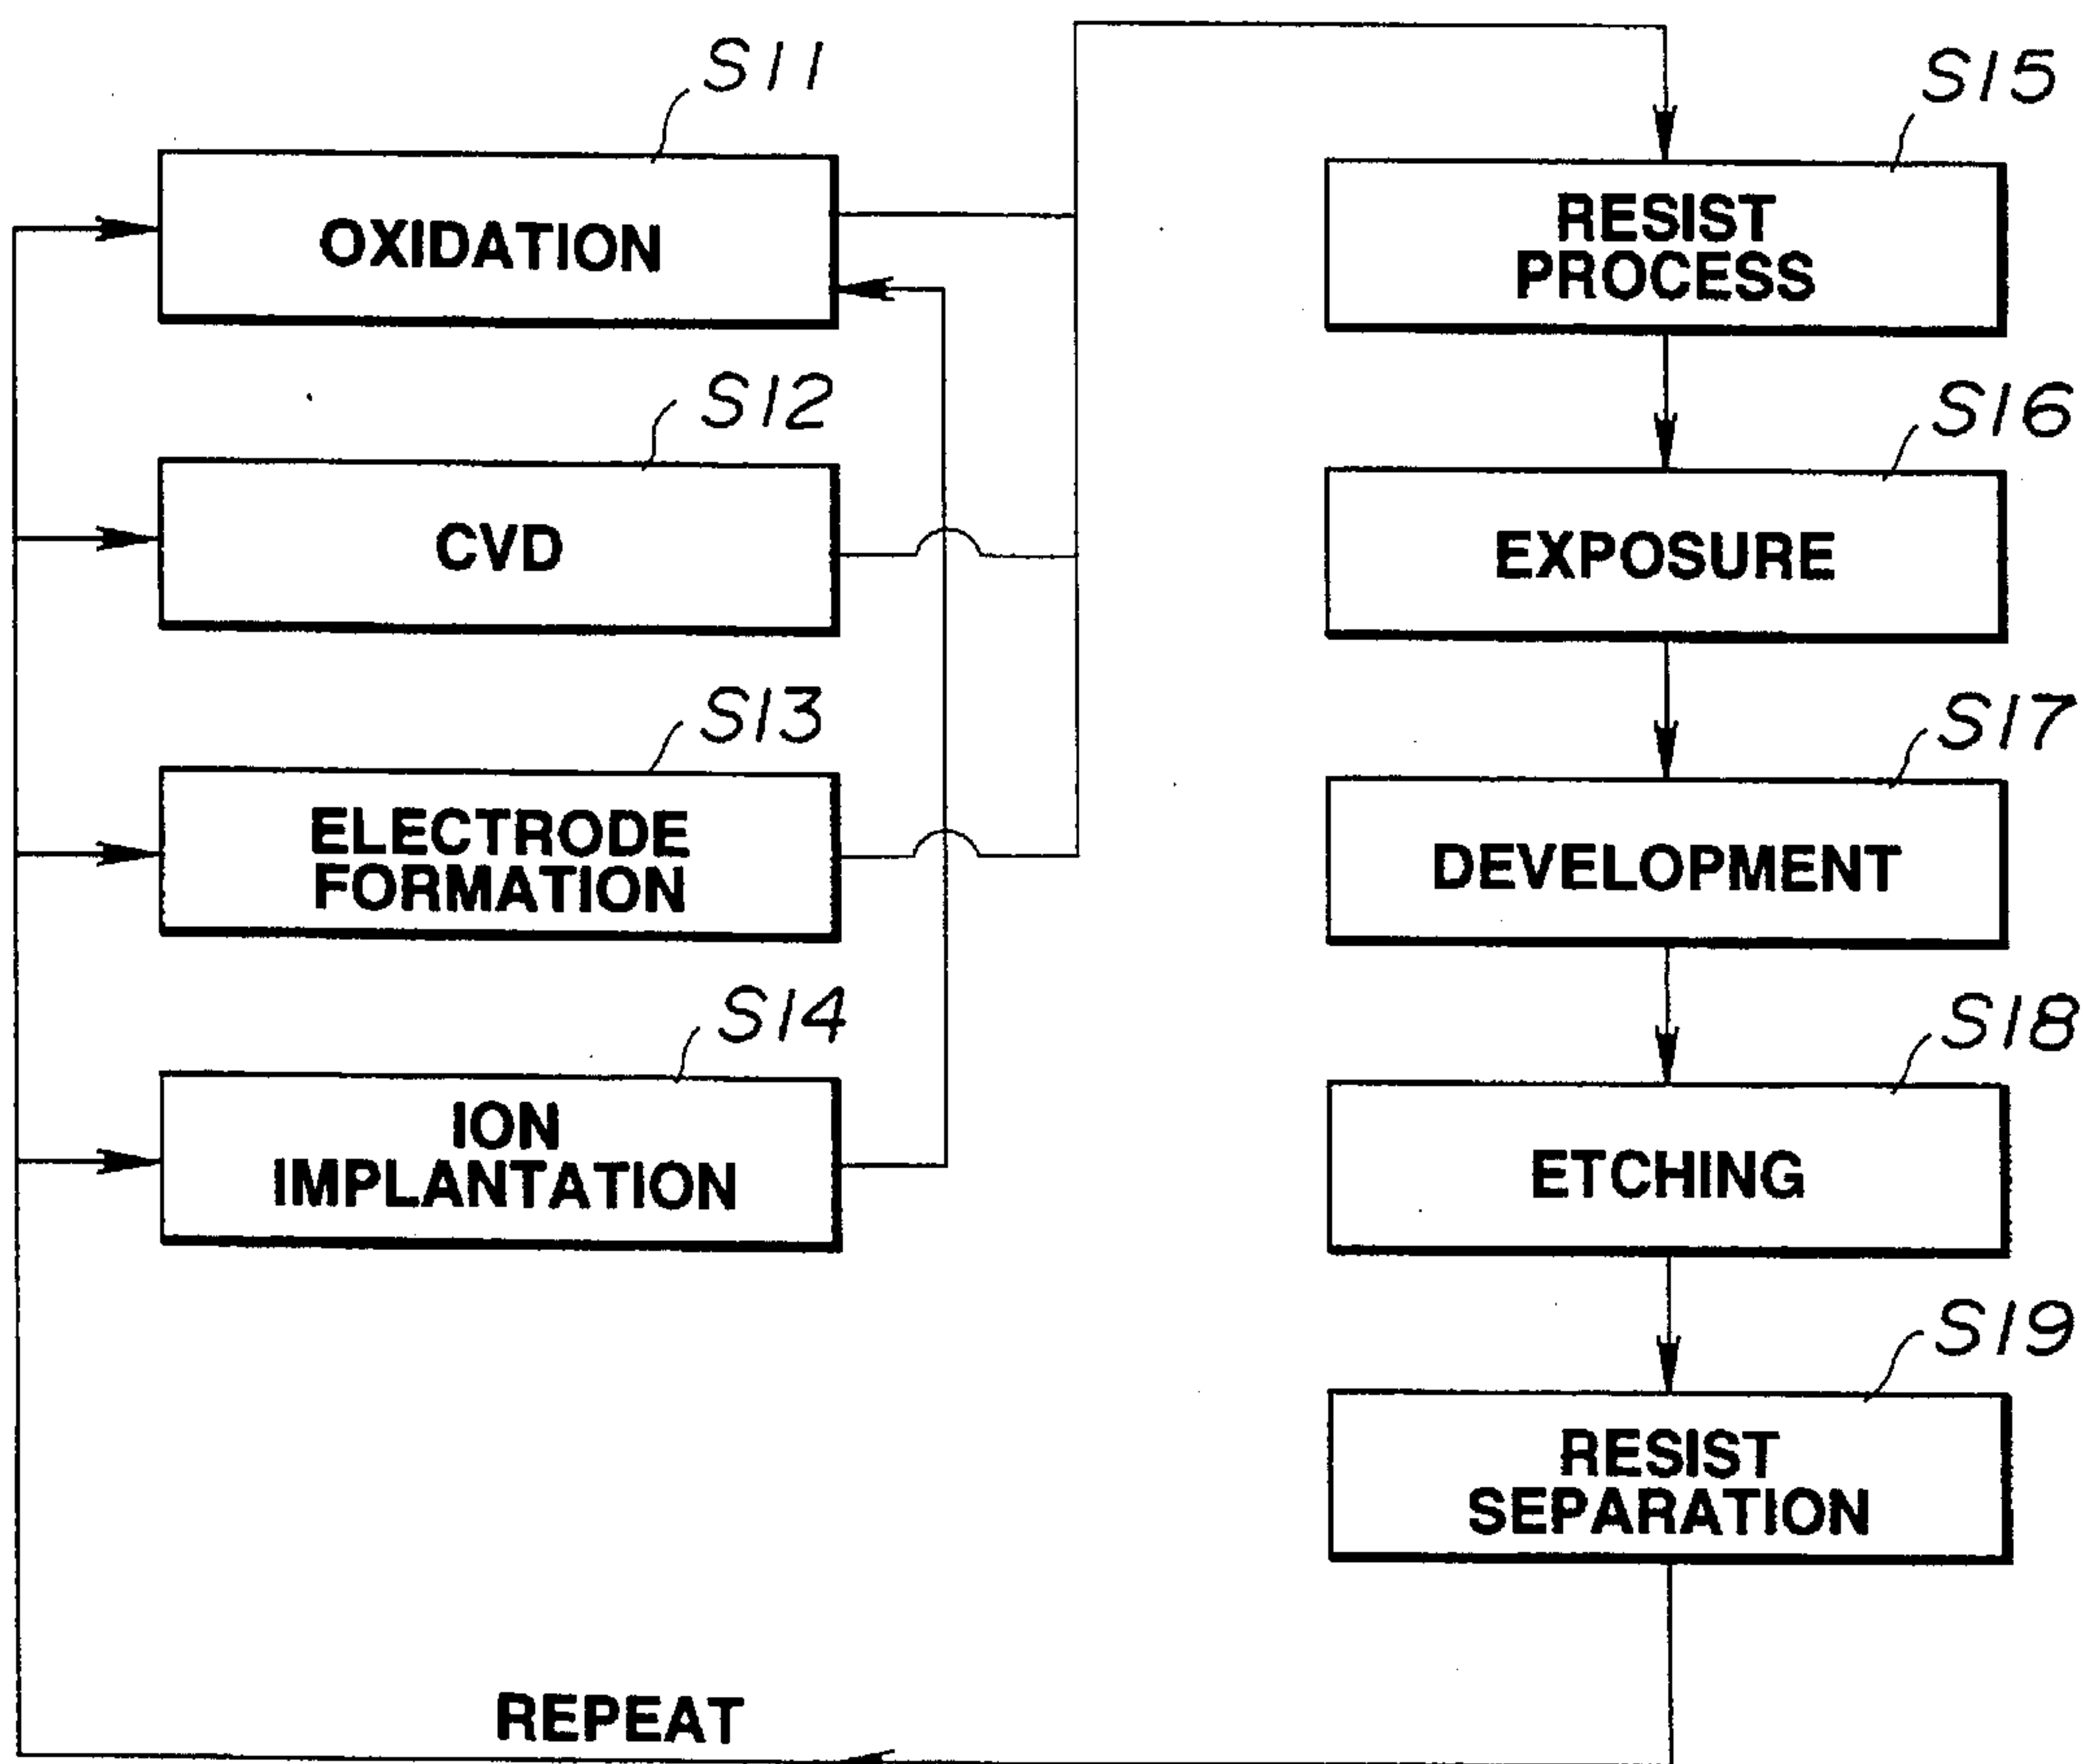 S11
OXIDATION
S12
CVD
S13
ELECTRODE
FORMATION
S14
ION
IMPLANTATION
S15
RESIST
PROCESS
S16
EXPOSURE
S17
DEVELOPMENT
S18
ETCHING
S19
RESIST
SEPARATION
REPEAT